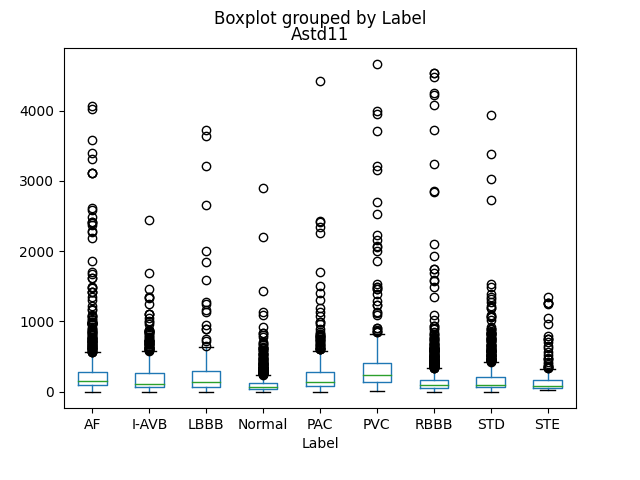 Boxplot grouped by Label
Astd11
4000
3000
2000
1000
0
AF I-AVB LBBB Normal PAC PVC RBBB STD STE
Label